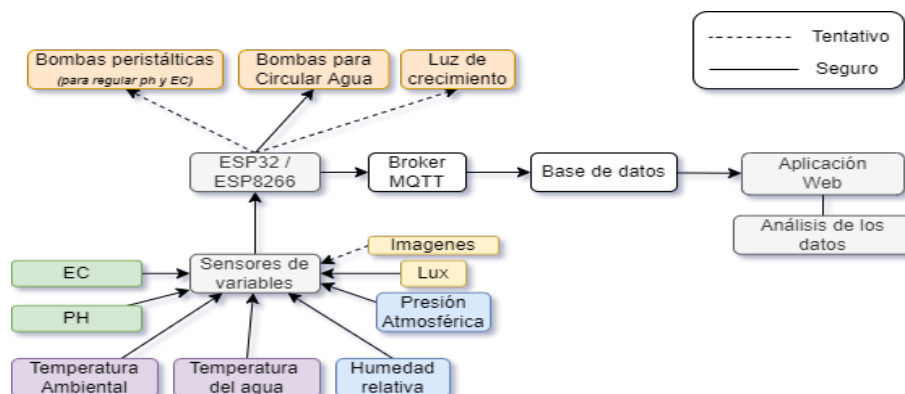 Tentativo
Seguro
Bombas peristálticas
(para regular ph y EC)
Bombas para
Circular Agua
Luz de
crecimiento
ESP32 /
ESP8266
Broker
MQTT
Base de datos
Aplicación
Web
Análisis de los
datos
Sensores de
variables
Imagenes
Lux
Presión
Atmosférica
EC
PH
Temperatura
Ambiental
Temperatura
del agua
Humedad
relativa